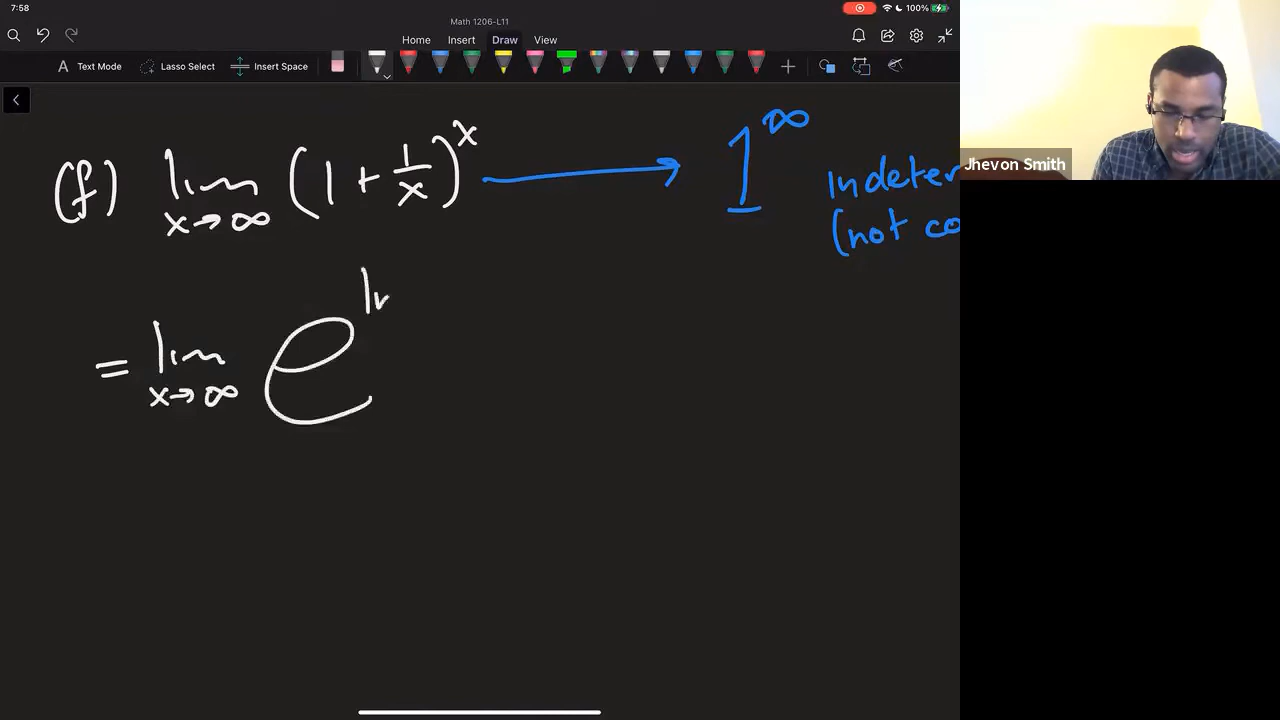 7:58
100%
Math 1206-L11
Home Insert Draw View
Text Mode Lasso Select Insert Space
(f) lim x→∞ (1 + 1/x)^x → 1^∞
Indeter
(not co
= lim x→∞ e^ln
Jhevon Smith